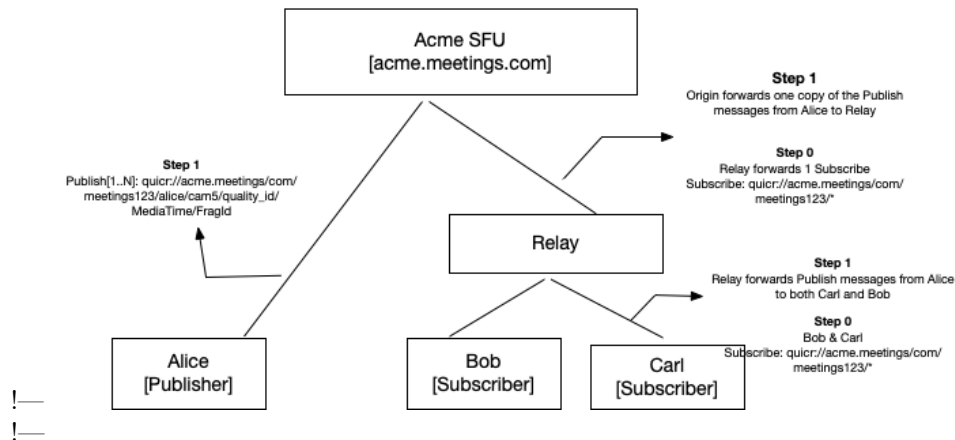 Acme SFU
[acme.meetings.com]
Step 1
Origin forwards one copy of the Publish
messages from Alice to Relay
Step 0
Relay forwards 1 Subscribe
Subscribe: quicr://acme.meetings/com/
meetings123/*
Step 1
Publish[1..N]: quicr://acme.meetings/com/
meetings123/alice/cam5/quality_id/
MediaTime/FragId
Relay
Step 1
Relay forwards Publish messages from Alice
to both Carl and Bob
Step 0
Bob & Carl
Subscribe: quicr://acme.meetings/com/
meetings123/*
Alice
[Publisher]
Bob
[Subscriber]
Carl
[Subscriber]
!—
!—